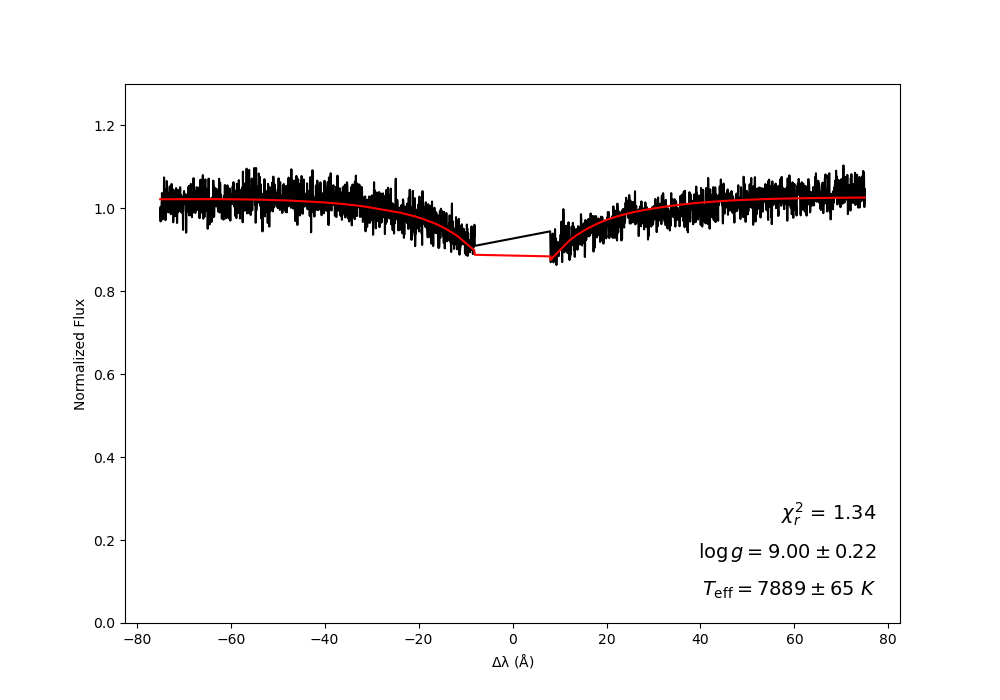 1.2
1.0
0.8
0.6
0.4
0.2
0.0
Normalized Flux
χ²ᵣ = 1.34
log g = 9.00 ± 0.22
T_eff = 7889 ± 65 K
−80 −60 −40 −20 0 20 40 60 80
Δλ (Å)